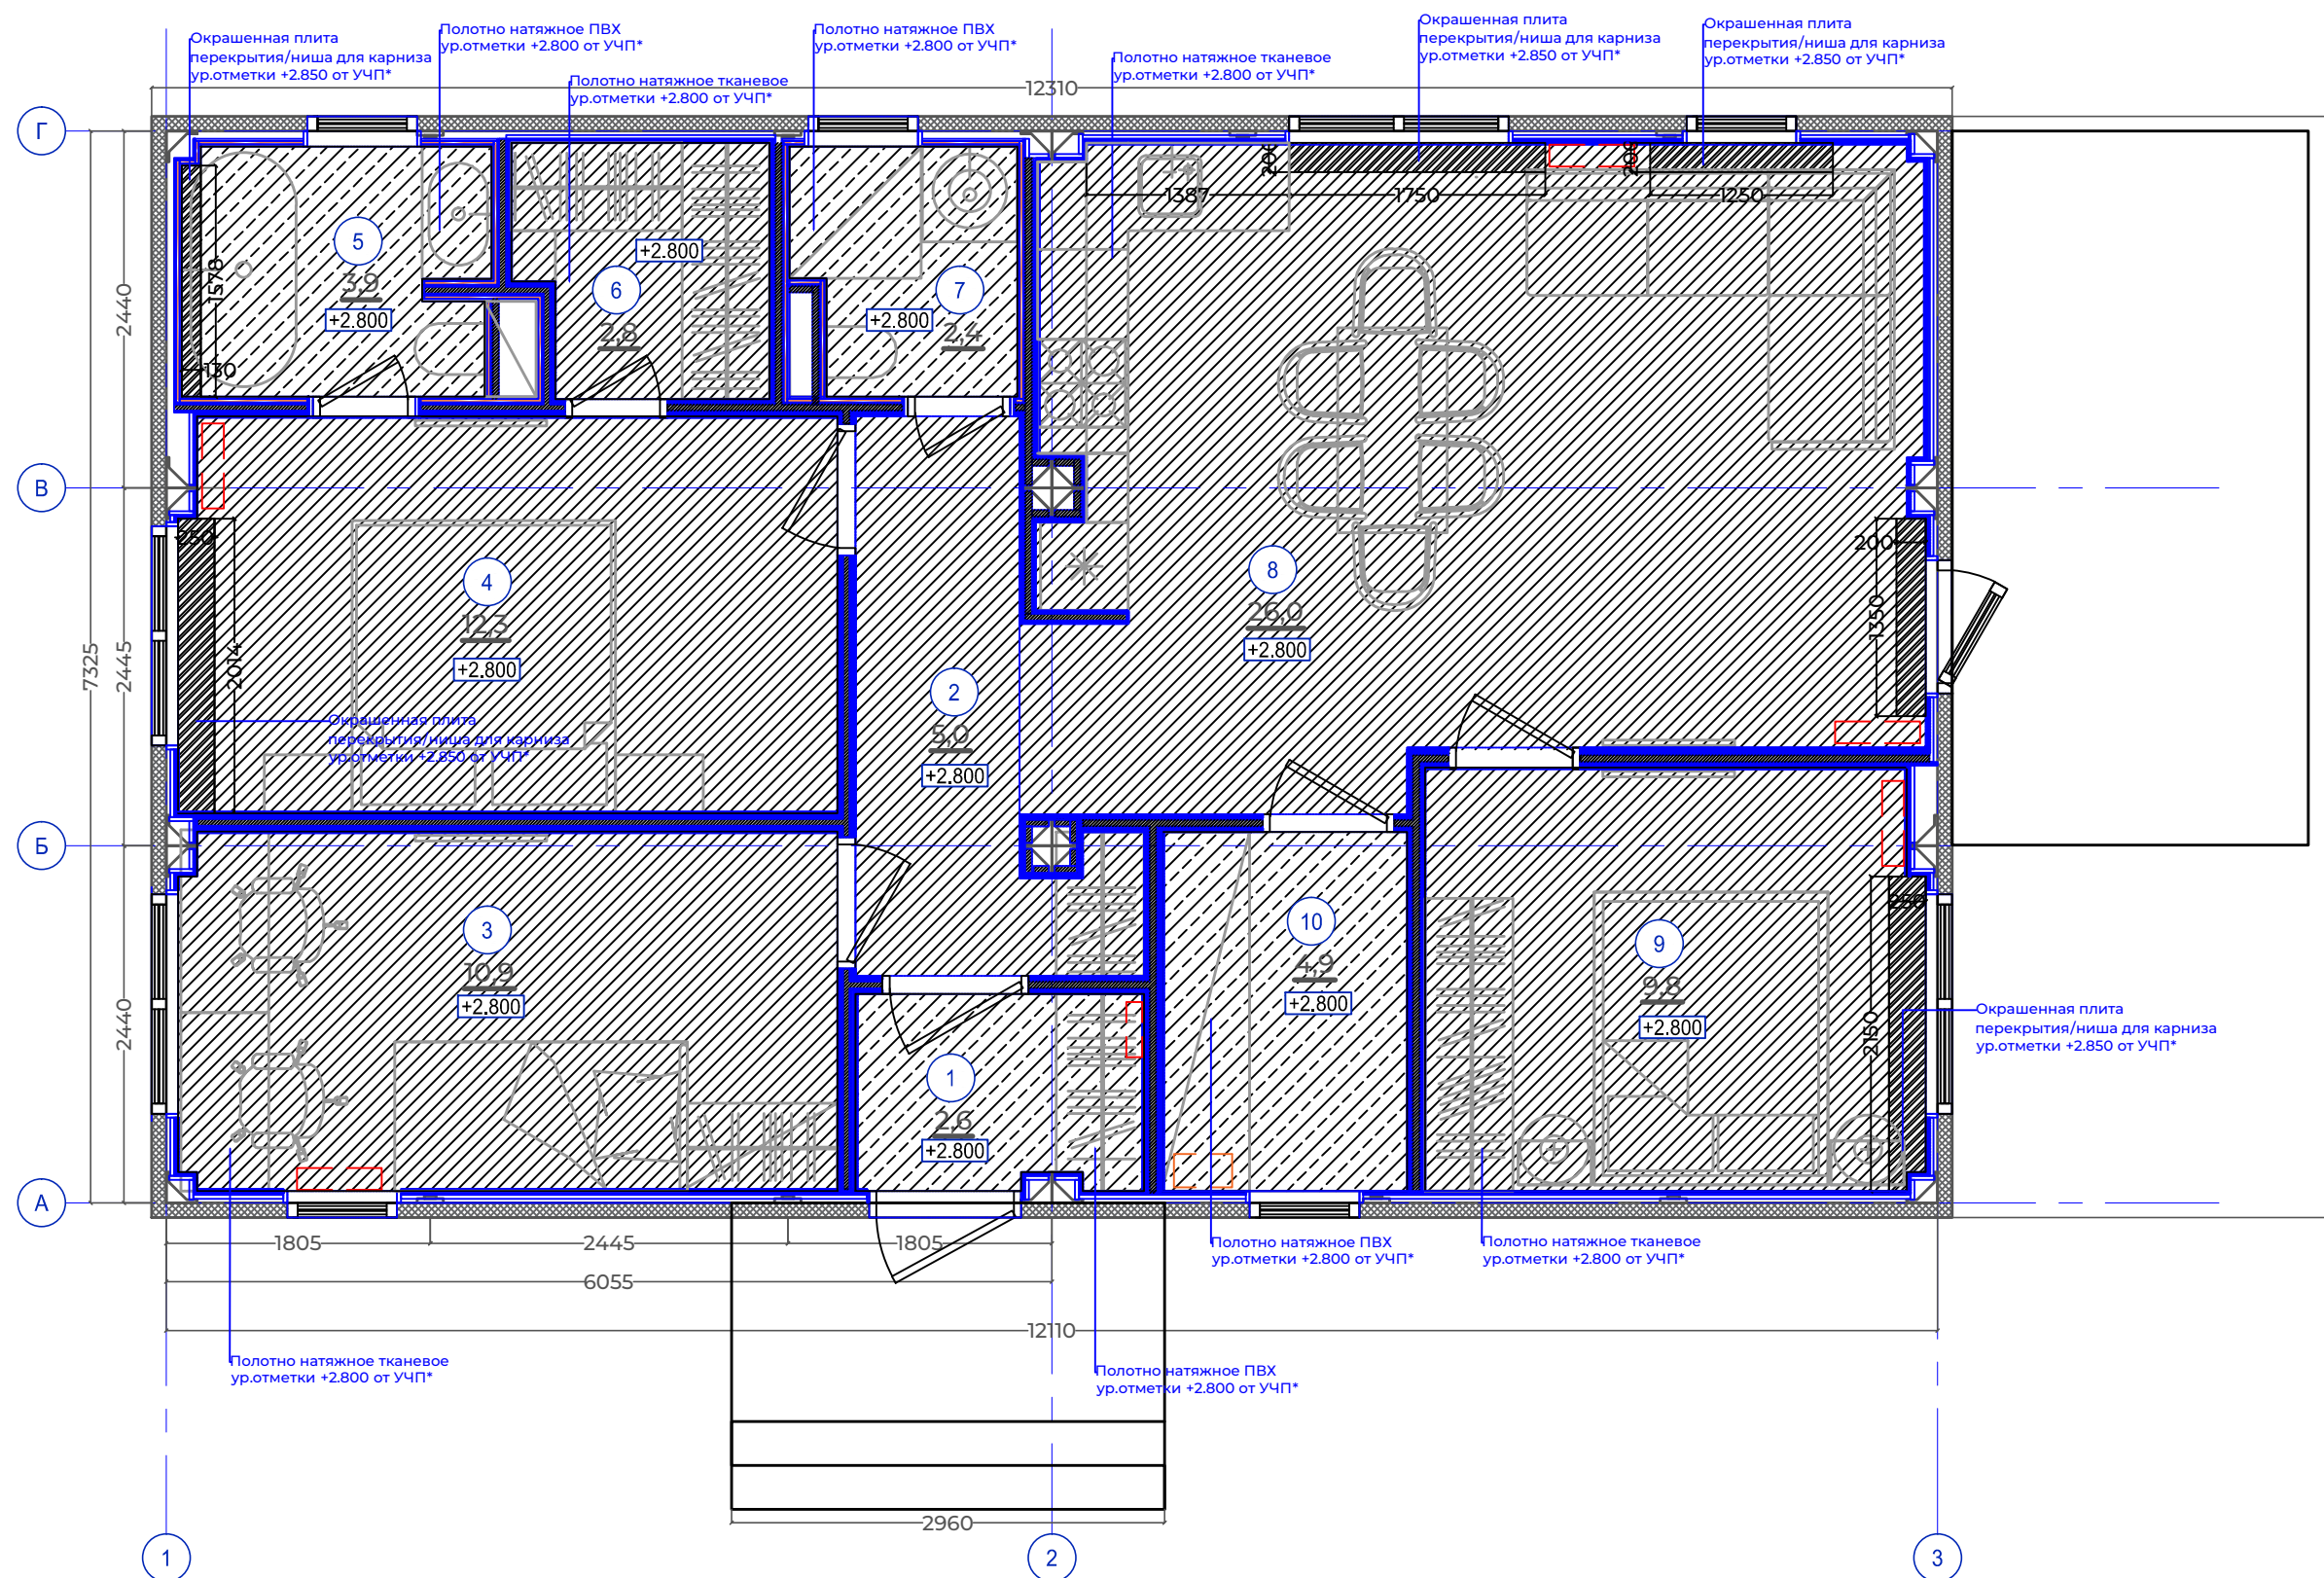 Окрашенная плита
перекрытия/ниша для карниза
ур.отметки +2.850 от УЧП*
Полотно натяжное ПВХ
ур.отметки +2.800 от УЧП*
Полотно натяжное тканевое
ур.отметки +2.800 от УЧП*
Полотно натяжное ПВХ
ур.отметки +2.800 от УЧП*
Полотно натяжное тканевое
ур.отметки +2.800 от УЧП*
Окрашенная плита
перекрытия/ниша для карниза
ур.отметки +2.850 от УЧП*
Окрашенная плита
перекрытия/ниша для карниза
ур.отметки +2.850 от УЧП*
12310
Г
200
200
1387
1750
1250
5
3,9
+2.800
1578
130
+2.800
6
2,8
7
+2.800
2,4
2440
В
250
4
12,3
+2.800
2014
Окрашенная плита
перекрытия/ниша для карниза
ур.отметки +2.850 от УЧП*
8
26,0
+2.800
200
1350
2
5,0
+2.800
7325
2445
Б
3
10,9
+2.800
10
4,9
+2.800
9
9,8
+2.800
250
2150
Окрашенная плита
перекрытия/ниша для карниза
ур.отметки +2.850 от УЧП*
2440
1
2,6
+2.800
А
1805
2445
1805
6055
12110
Полотно натяжное ПВХ
ур.отметки +2.800 от УЧП*
Полотно натяжное тканевое
ур.отметки +2.800 от УЧП*
Полотно натяжное тканевое
ур.отметки +2.800 от УЧП*
Полотно натяжное ПВХ
ур.отметки +2.800 от УЧП*
2960
1
2
3